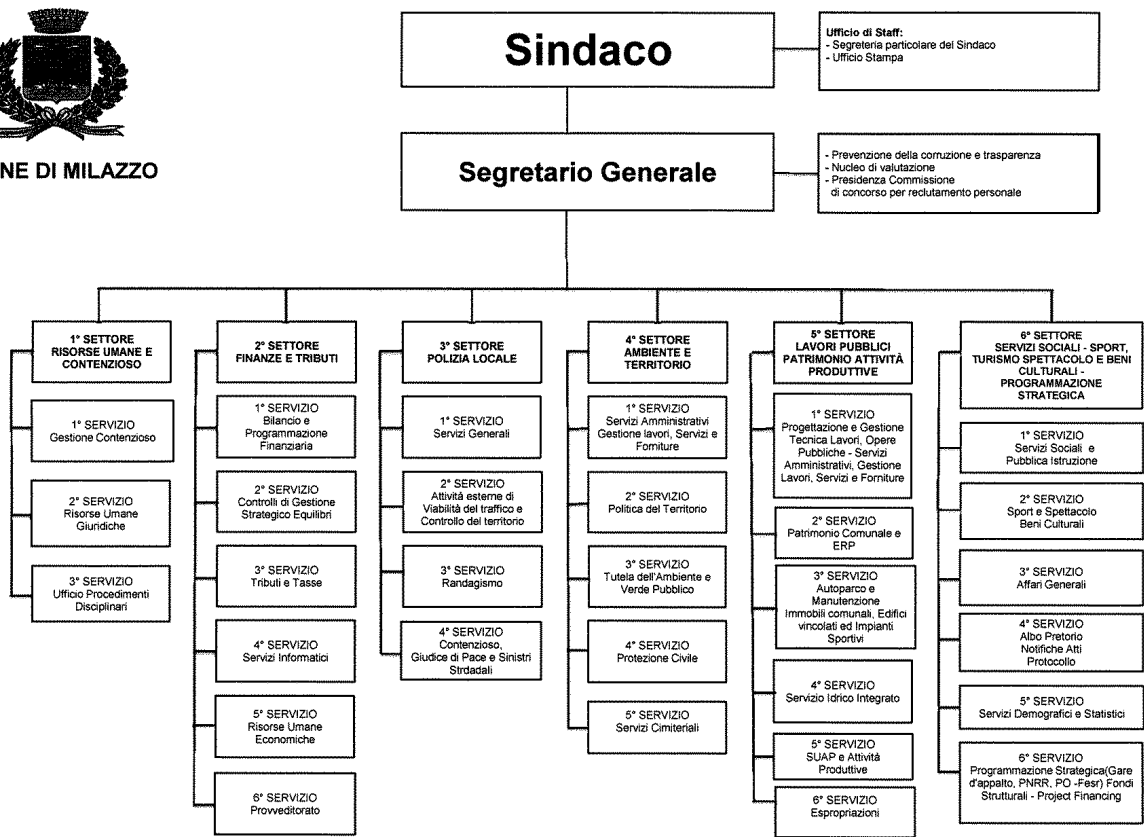 NE DI MILAZZO
Sindaco
Ufficio di Staff:
- Segreteria particolare del Sindaco
- Ufficio Stampa
Segretario Generale
- Prevenzione della corruzione e trasparenza
- Nucleo di valutazione
- Presidenza Commissione
di concorso per reclutamento personale
1° SETTORE
RISORSE UMANE E
CONTENZIOSO
1° SERVIZIO
Gestione Contenzioso
2° SERVIZIO
Risorse Umane
Giuridiche
3° SERVIZIO
Ufficio Procedimenti
Disciplinari
2° SETTORE
FINANZE E TRIBUTI
1° SERVIZIO
Bilancio e
Programmazione
Finanziaria
2° SERVIZIO
Controlli di Gestione
Strategico Equilibri
3° SERVIZIO
Tributi e Tasse
4° SERVIZIO
Servizi Informatici
5° SERVIZIO
Risorse Umane
Economiche
6° SERVIZIO
Provveditorato
3° SETTORE
POLIZIA LOCALE
1° SERVIZIO
Servizi Generali
2° SERVIZIO
Attività esterne di
Viabilità del traffico e
Controllo del territorio
3° SERVIZIO
Randagismo
4° SERVIZIO
Contenzioso,
Giudice di Pace e Sinistri
Strdadali
4° SETTORE
AMBIENTE E
TERRITORIO
1° SERVIZIO
Servizi Amministrativi
Gestione lavori, Servizi e
Forniture
2° SERVIZIO
Politica del Territorio
3° SERVIZIO
Tutela dell'Ambiente e
Verde Pubblico
4° SERVIZIO
Protezione Civile
5° SERVIZIO
Servizi Cimiteriali
5° SETTORE
LAVORI PUBBLICI
PATRIMONIO ATTIVITÀ
PRODUTTIVE
1° SERVIZIO
Progettazione e Gestione
Tecnica Lavori, Opere
Pubbliche - Servizi
Amministrativi, Gestione
Lavori, Servizi e Forniture
2° SERVIZIO
Patrimonio Comunale e
ERP
3° SERVIZIO
Autoparco e
Manutenzione
Immobili comunali, Edifici
vincolati ed Impianti
Sportivi
4° SERVIZIO
Servizio Idrico Integrato
5° SERVIZIO
SUAP e Attività
Produttive
6° SERVIZIO
Espropriazioni
6° SETTORE
SERVIZI SOCIALI - SPORT,
TURISMO SPETTACOLO E BENI
CULTURALI -
PROGRAMMAZIONE
STRATEGICA
1° SERVIZIO
Servizi Sociali e
Pubblica Istruzione
2° SERVIZIO
Sport e Spettacolo
Beni Culturali
3° SERVIZIO
Affari Generali
4° SERVIZIO
Albo Pretorio
Notifiche Atti
Protocollo
5° SERVIZIO
Servizi Demografici e Statistici
6° SERVIZIO
Programmazione Strategica(Gare
d'appalto, PNRR, PO -Fesr) Fondi
Strutturali - Project Financing